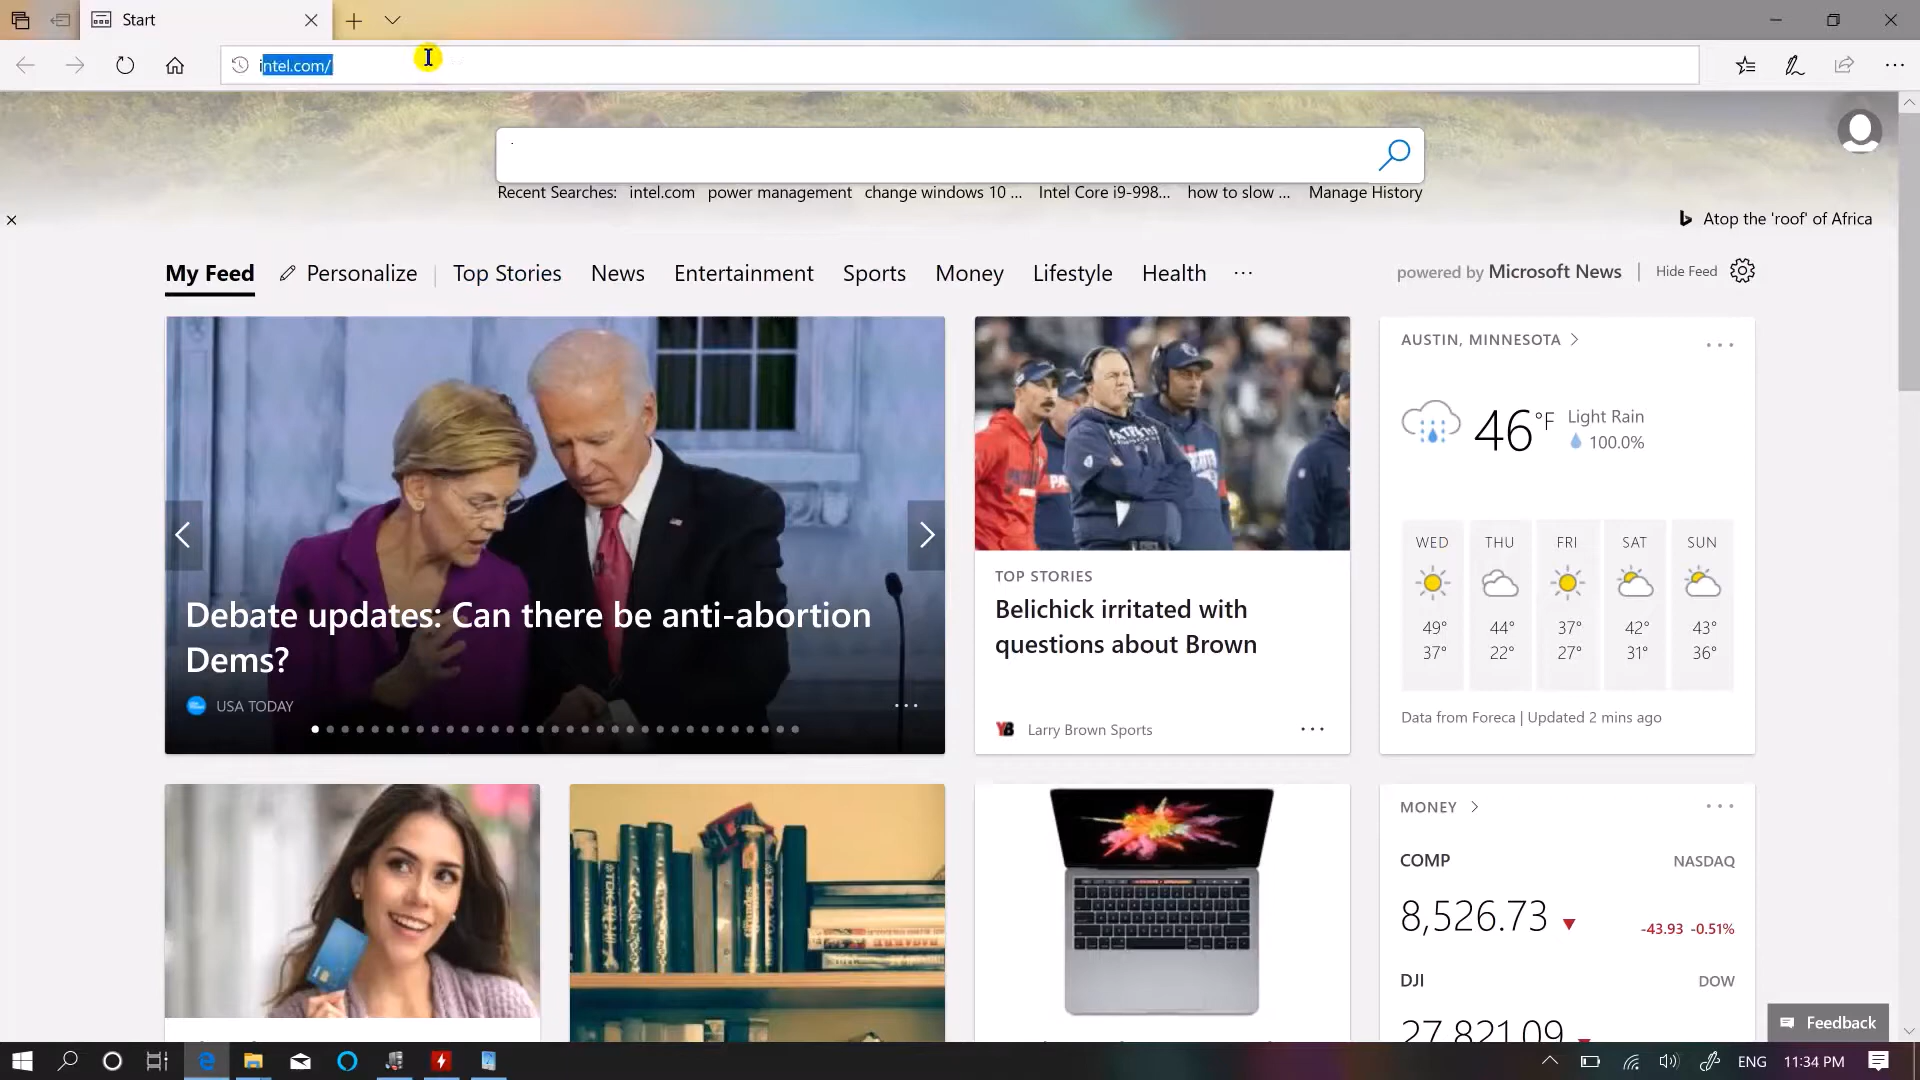 Start
intel.com/
Recent Searches: intel.com power management change windows 10 ... Intel Core i9-998... how to slow ... Manage History
Atop the 'roof' of Africa
My Feed Personalize Top Stories News Entertainment Sports Money Lifestyle Health ...
powered by Microsoft News Hide Feed
Debate updates: Can there be anti-abortion
Dems?
USA TODAY
TOP STORIES
Belichick irritated with
questions about Brown
Larry Brown Sports
AUSTIN, MINNESOTA
46°F
Light Rain
100.0%
WED THU FRI SAT SUN
49° 44° 37° 42° 43°
37° 22° 27° 31° 36°
Data from Foreca | Updated 2 mins ago
MONEY
COMP NASDAQ
8,526.73 -43.93 -0.51%
DJI DOW
27,821.09
Feedback
ENG 11:34 PM